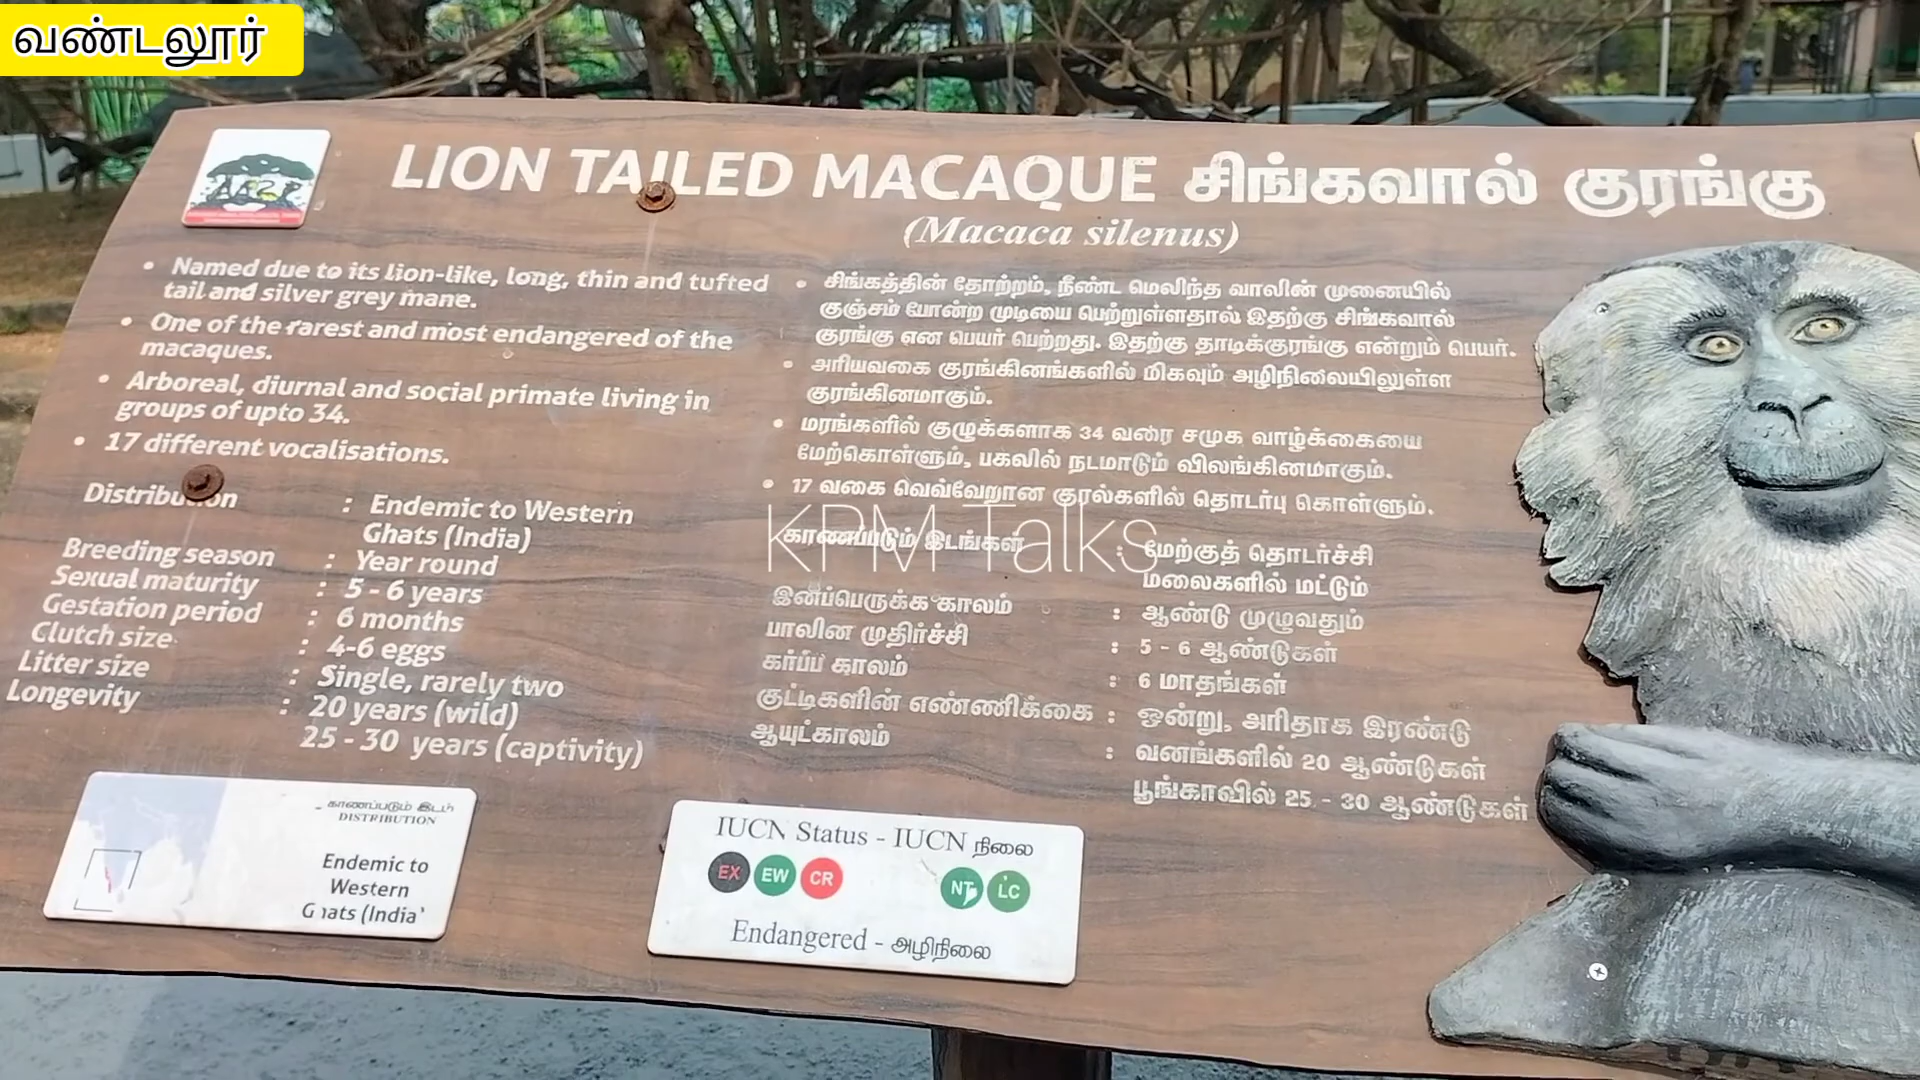 வண்டலூர்
LION TAILED MACAQUE சிங்கவால் குரங்கு
(Macaca silenus)
• Named due to its lion-like, long, thin and tufted
tail and silver grey mane.
• One of the rarest and most endangered of the
macaques.
• Arboreal, diurnal and social primate living in
groups of upto 34.
• 17 different vocalisations.
Distribution : Endemic to Western
Ghats (India)
Breeding season : Year round
Sexual maturity : 5 - 6 years
Gestation period : 6 months
Clutch size : 4-6 eggs
Litter size : Single, rarely two
Longevity : 20 years (wild)
25 - 30 years (captivity)
• சிங்கத்தின் தோற்றம், நீண்ட மெலிந்த வாலின் முனையில்
குஞ்சம் போன்ற முடியை பெற்றுள்ளதால் இதற்கு சிங்கவால்
குரங்கு என பெயர் பெற்றது. இதற்கு தாடிக்குரங்கு என்றும் பெயர்.
• அரியவகை குரங்கினங்களில் மிகவும் அழிநிலையிலுள்ள
குரங்கினமாகும்.
• மரங்களில் குழுக்களாக 34 வரை சமுக வாழ்க்கையை
மேற்கொள்ளும், பகலில் நடமாடும் விலங்கினமாகும்.
• 17 வகை வெவ்வேறான குரல்களில் தொடர்பு கொள்ளும்.
காணப்படும் இடங்கள் : மேற்குத் தொடர்ச்சி
மலைகளில் மட்டும்
இனப்பெருக்க காலம் : ஆண்டு முழுவதும்
பாலின முதிர்ச்சி : 5 - 6 ஆண்டுகள்
கர்ப்ப காலம் : 6 மாதங்கள்
குட்டிகளின் எண்ணிக்கை : ஒன்று, அரிதாக இரண்டு
ஆயுட்காலம் : வனங்களில் 20 ஆண்டுகள்
பூங்காவில் 25 - 30 ஆண்டுகள்
KPM Talks
காணப்படும் இடம்
DISTRIBUTION
Endemic to
Western
Ghats (India)
IUCN Status - IUCN நிலை
EX EW CR NT LC
Endangered - அழிநிலை